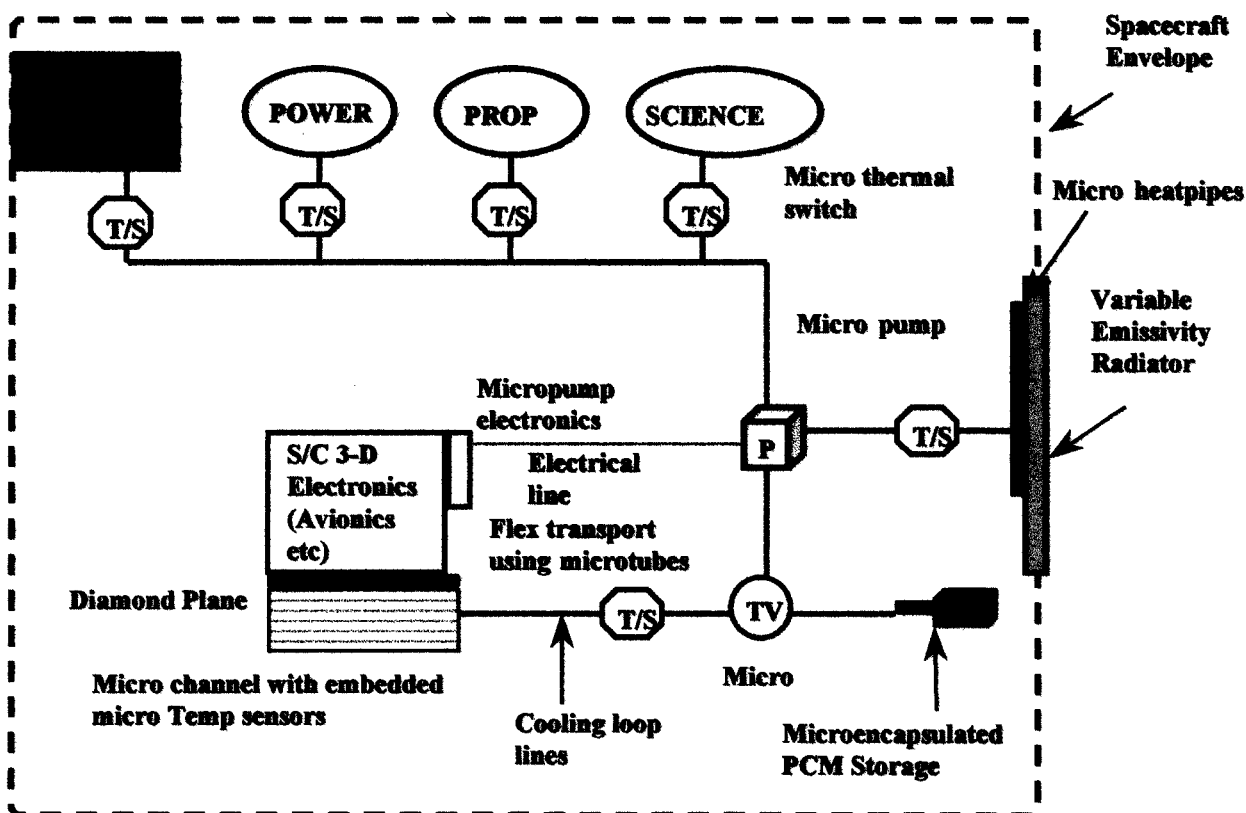 Spacecraft
Envelope
POWER
PROP
SCIENCE
Micro thermal
switch
Micro heatpipes
T/S
T/S
T/S
T/S
Variable
Emissivity
Radiator
Micro pump
Micropump
electronics
S/C 3-D
Electronics
(Avionics
etc)
P
T/S
Electrical
line
Flex transport
using microtubes
Diamond Plane
T/S
TV
Micro channel with embedded
micro Temp sensors
Micro
Cooling loop
lines
Microencapsulated
PCM Storage